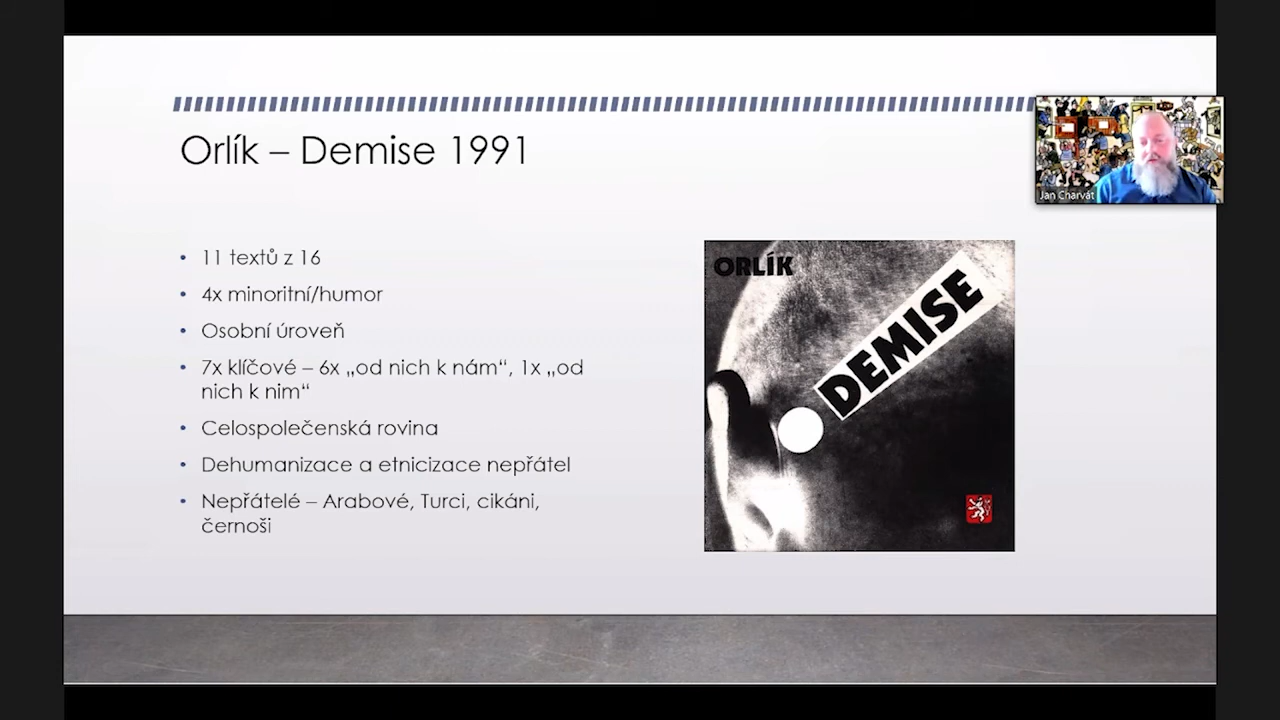 Orlík – Demise 1991
Jan Charvát
• 11 textů z 16
• 4x minoritní/humor
• Osobní úroveň
• 7x klíčové – 6x „od nich k nám“, 1x „od
nich k nim“
• Celospolečenská rovina
• Dehumanizace a etnicizace nepřátel
• Nepřátelé – Arabové, Turci, cikáni,
černoši
ORLÍK
DEMISE